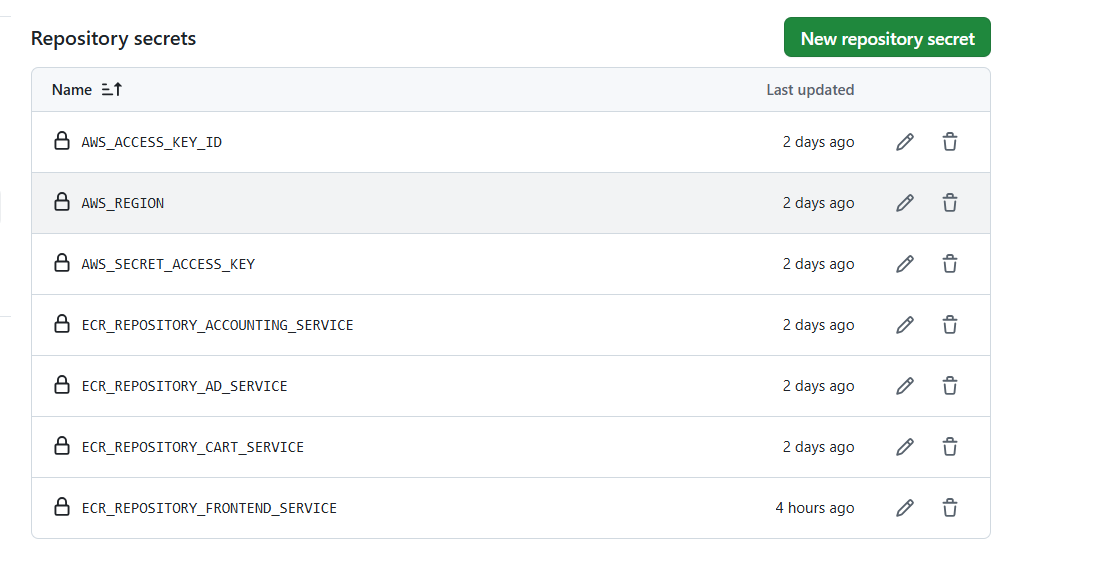 Repository secrets
New repository secret
Name
Last updated
AWS_ACCESS_KEY_ID
2 days ago
AWS_REGION
2 days ago
AWS_SECRET_ACCESS_KEY
2 days ago
ECR_REPOSITORY_ACCOUNTING_SERVICE
2 days ago
ECR_REPOSITORY_AD_SERVICE
2 days ago
ECR_REPOSITORY_CART_SERVICE
2 days ago
ECR_REPOSITORY_FRONTEND_SERVICE
4 hours ago